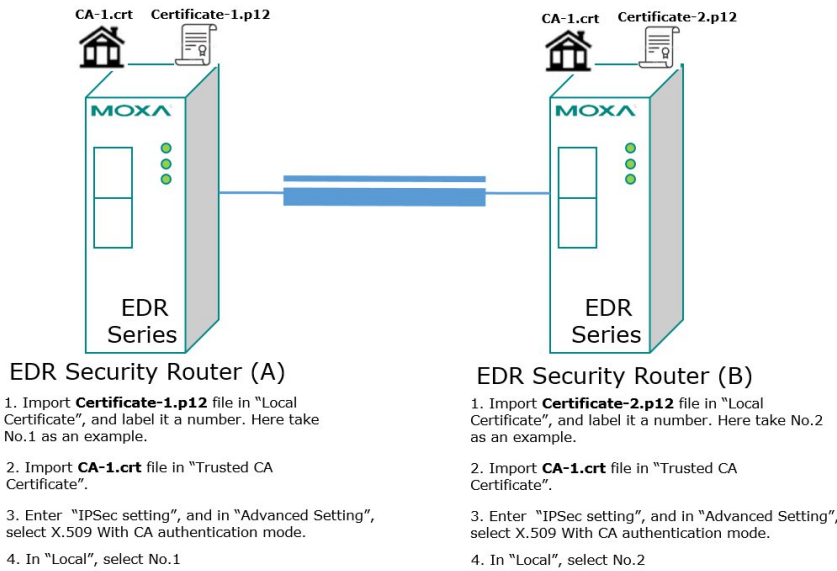 CA-1.crt Certificate-1.p12
MOXA
EDR
Series
EDR Security Router (A)
1. Import Certificate-1.p12 file in “Local
Certificate”, and label it a number. Here take
No.1 as an example.
2. Import CA-1.crt file in “Trusted CA
Certificate”.
3. Enter “IPSec setting”, and in “Advanced Setting”,
select X.509 With CA authentication mode.
4. In “Local”, select No.1
CA-1.crt Certificate-2.p12
MOXA
EDR
Series
EDR Security Router (B)
1. Import Certificate-2.p12 file in “Local
Certificate”, and label it a number. Here take No.2
as an example.
2. Import CA-1.crt file in “Trusted CA
Certificate”.
3. Enter “IPSec setting”, and in “Advanced Setting”,
select X.509 With CA authentication mode.
4. In “Local”, select No.2